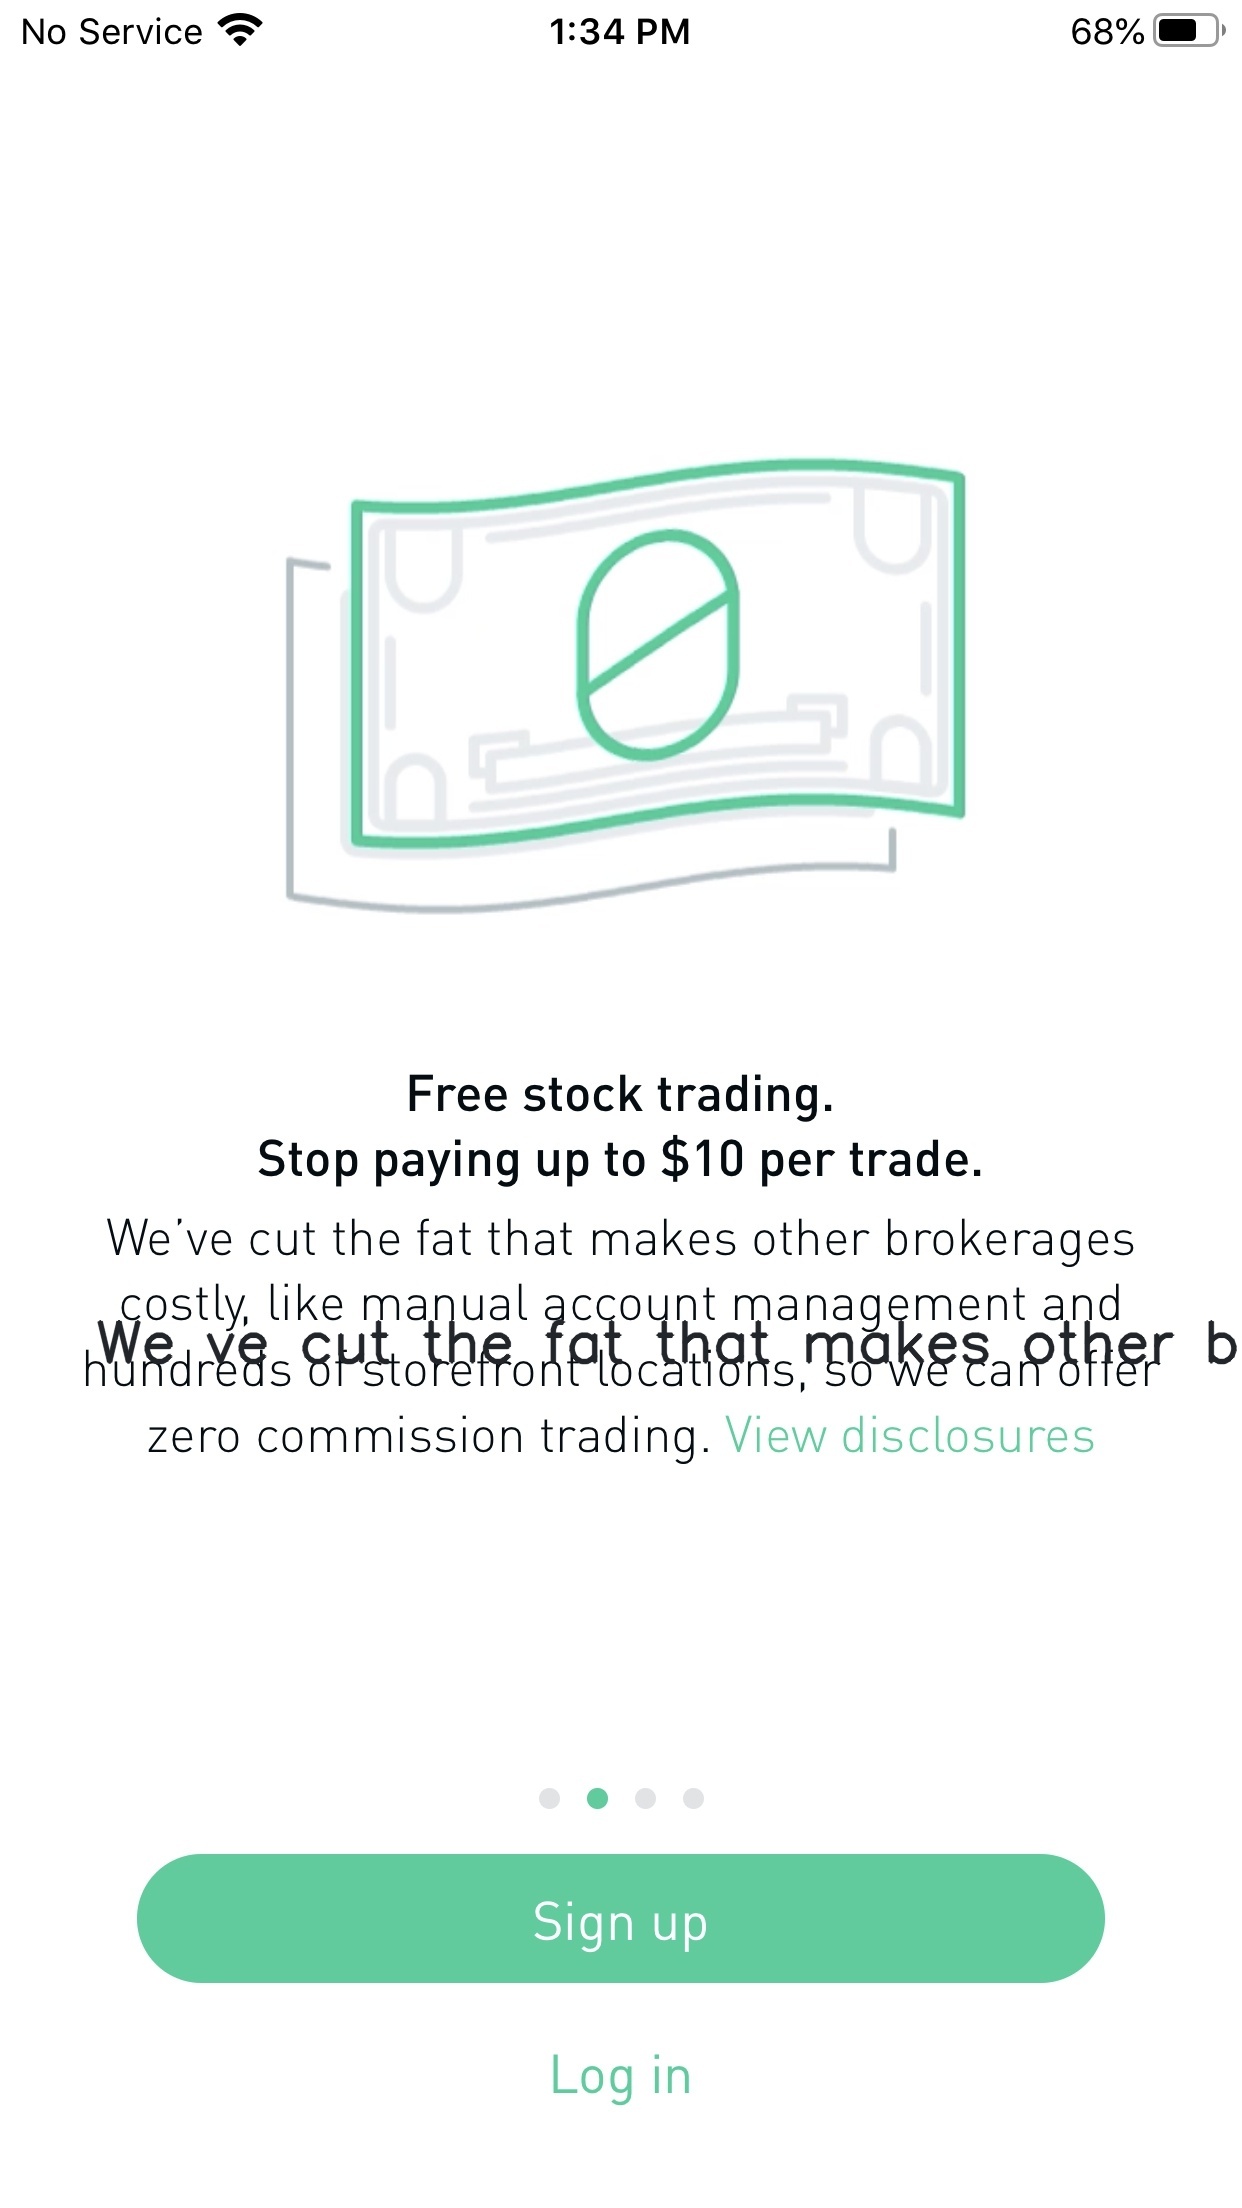 No Service
1:34 PM
68%
Free stock trading.
Stop paying up to $10 per trade.
We’ve cut the fat that makes other brokerages
costly, like manual account management and
We ve cut the fat that makes other b
hundreds of storefront locations, so we can offer
zero commission trading. View disclosures
Sign up
Log in